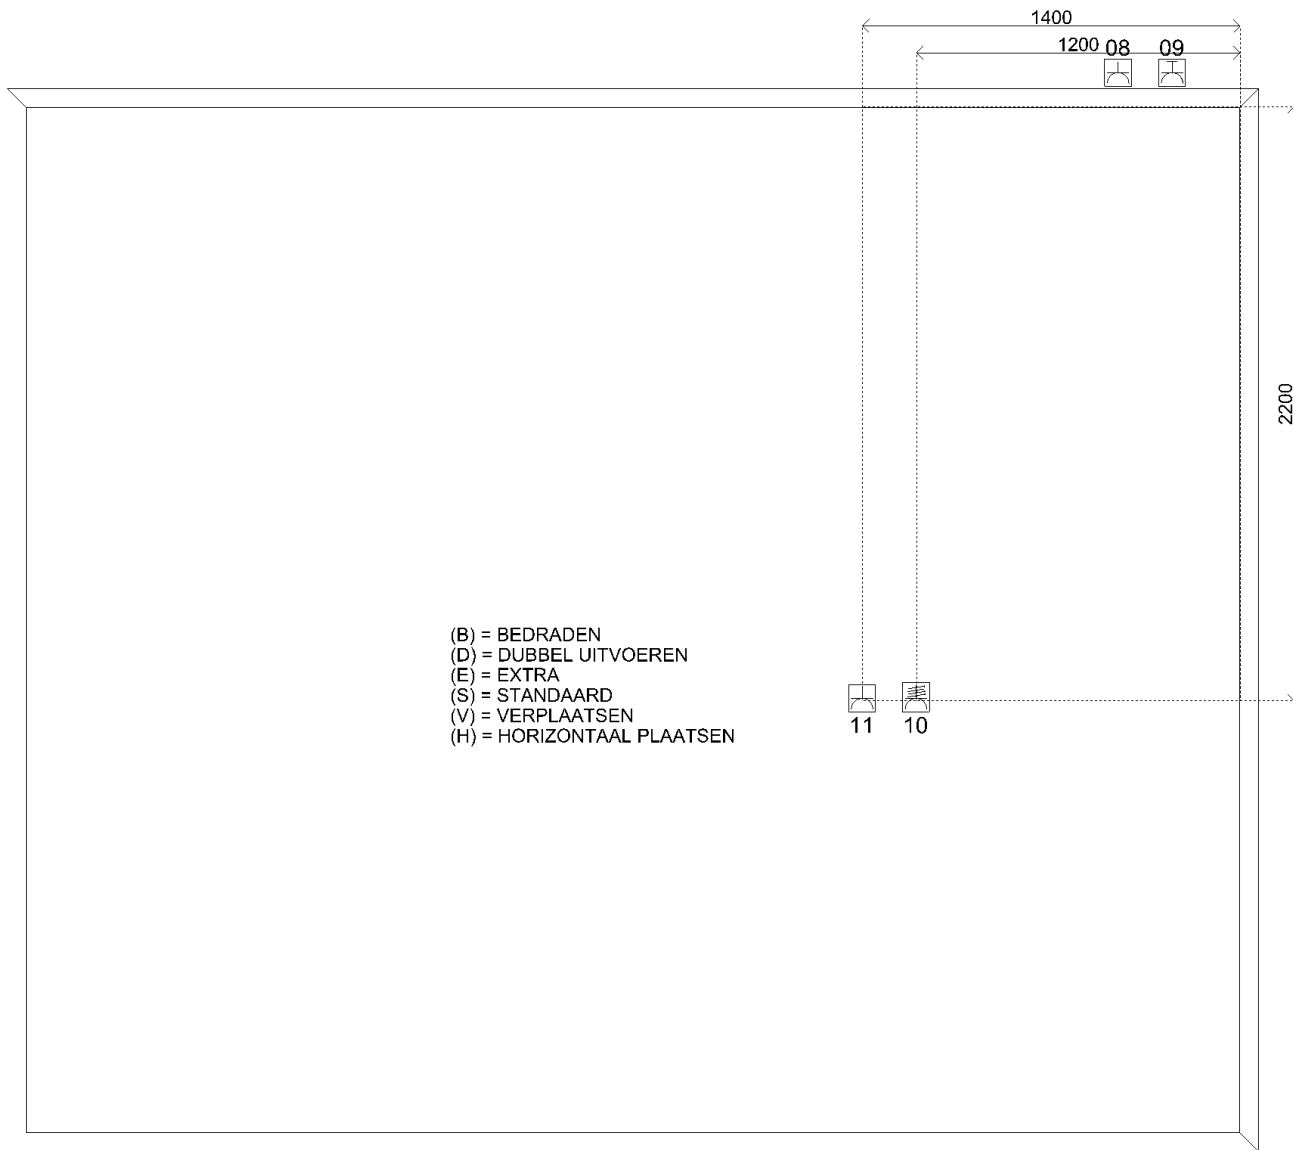 1400
1200 08 09
2200
(B) = BEDRADEN
(D) = DUBBEL UITVOEREN
(E) = EXTRA
(S) = STANDAARD
(V) = VERPLAATSEN
(H) = HORIZONTAAL PLAATSEN
11 10